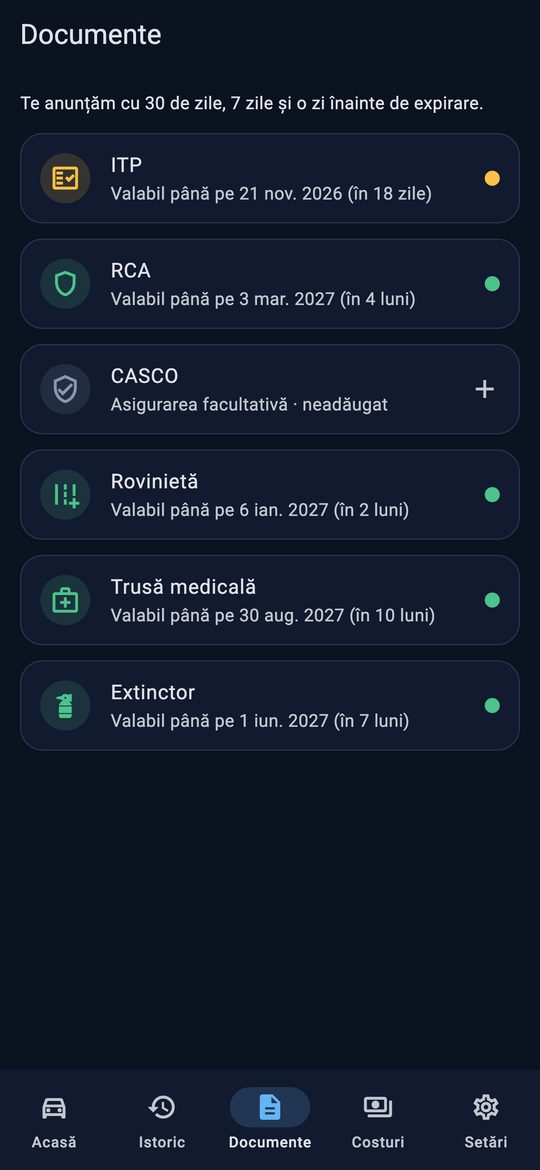 Documente
Te anunțăm cu 30 de zile, 7 zile și o zi înainte de expirare.
ITP
Valabil până pe 21 nov. 2026 (în 18 zile)
RCA
Valabil până pe 3 mar. 2027 (în 4 luni)
CASCO
Asigurarea facultativă · neadăugat
Rovinietă
Valabil până pe 6 ian. 2027 (în 2 luni)
Trusă medicală
Valabil până pe 30 aug. 2027 (în 10 luni)
Extinctor
Valabil până pe 1 iun. 2027 (în 7 luni)
Acasă
Istoric
Documente
Costuri
Setări